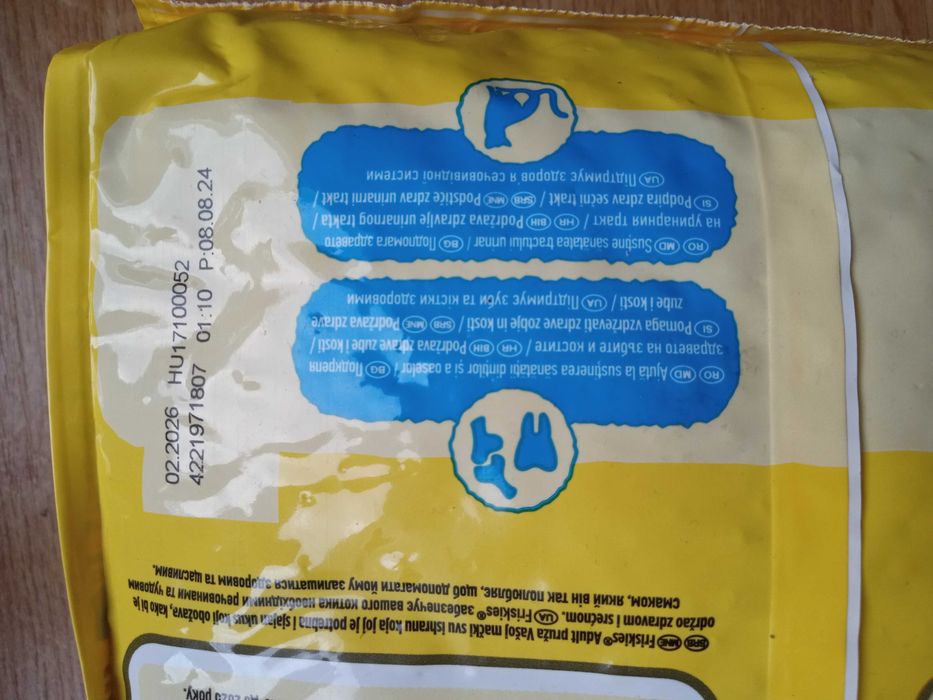 до 2025 року.
SRB MNE Friskies® Adult pruža Vašoj mački svu ishranu koja joj je potrebna i sjajan ukus koji obožava, kako bi je
održao zdravom i srećnom. UA Friskies® забезпечує вашого котика необхідними речовинами та чудовим
смаком, який він так полюбляє, щоб допомагати йому залишатися здоровим та щасливим.
RO MD Ajută la susținerea sănătății dinților și oaselor / BG Подкрепя
здравето на зъбите и костите / HR BIH Podržava zdrave zube i kosti /
SI Pomaga vzdrževati zdrave zobje in kosti / SRB MNE Podržava zdrave
zube i kosti / UA Підтримує зуби та кістки здоровими
RO MD Susține sănătatea tractului urinar / BG Подпомага здравето
на уринарния тракт / HR BIH Podržava zdravlje urinarnog trakta /
SI Podpira zdrav sečni trakt / SRB MNE Podstiče zdrav urinarni trakt /
UA Підтримує здоров'я сечовивідної системи
02.2026 HU17100052
4221971807 01:10 P:08.08.24